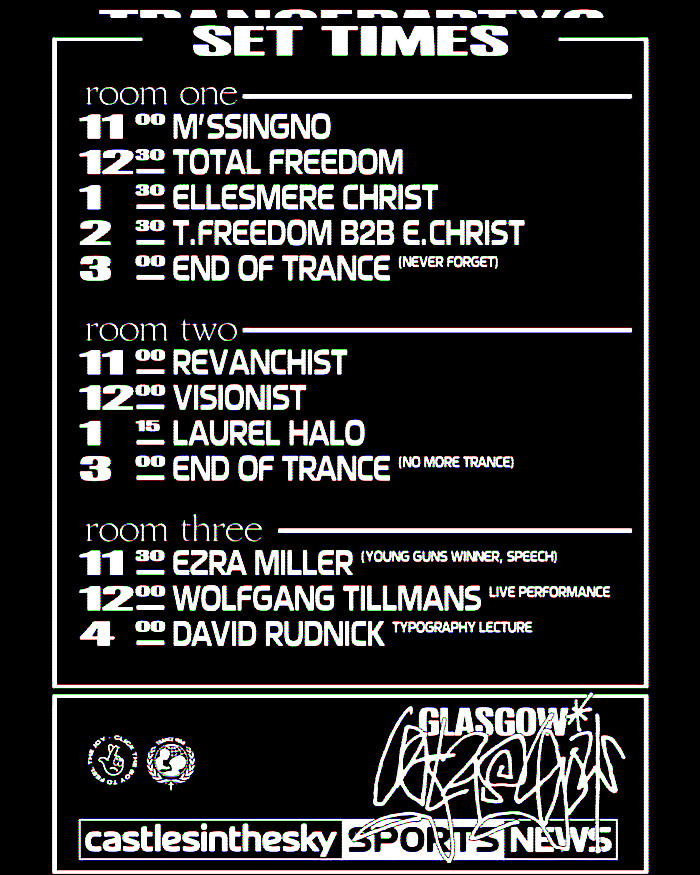 TRANCEPARTY
SET TIMES
room one
11 00 M'SSINGNO
12 30 TOTAL FREEDOM
1 30 ELLESMERE CHRIST
2 30 T.FREEDOM B2B E.CHRIST
3 00 END OF TRANCE (NEVER FORGET)
room two
11 00 REVANCHIST
12 00 VISIONIST
1 15 LAUREL HALO
3 00 END OF TRANCE (NO MORE TRANCE)
room three
11 30 EZRA MILLER (YOUNG GUNS WINNER, SPEECH)
12 00 WOLFGANG TILLMANS LIVE PERFORMANCE
4 00 DAVID RUDNICK TYPOGRAPHY LECTURE
GLASGOW*
castlesinthesky SPORTS NEWS